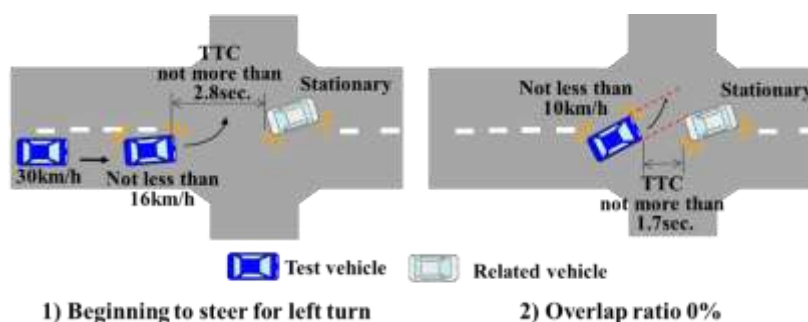 TTC
not more than
2.8sec.
Stationary
30km/h
Not less than
16km/h
Not less than
10km/h
Stationary
TTC
not more than
1.7sec.
Test vehicle
Related vehicle
1) Beginning to steer for left turn
2) Overlap ratio 0%